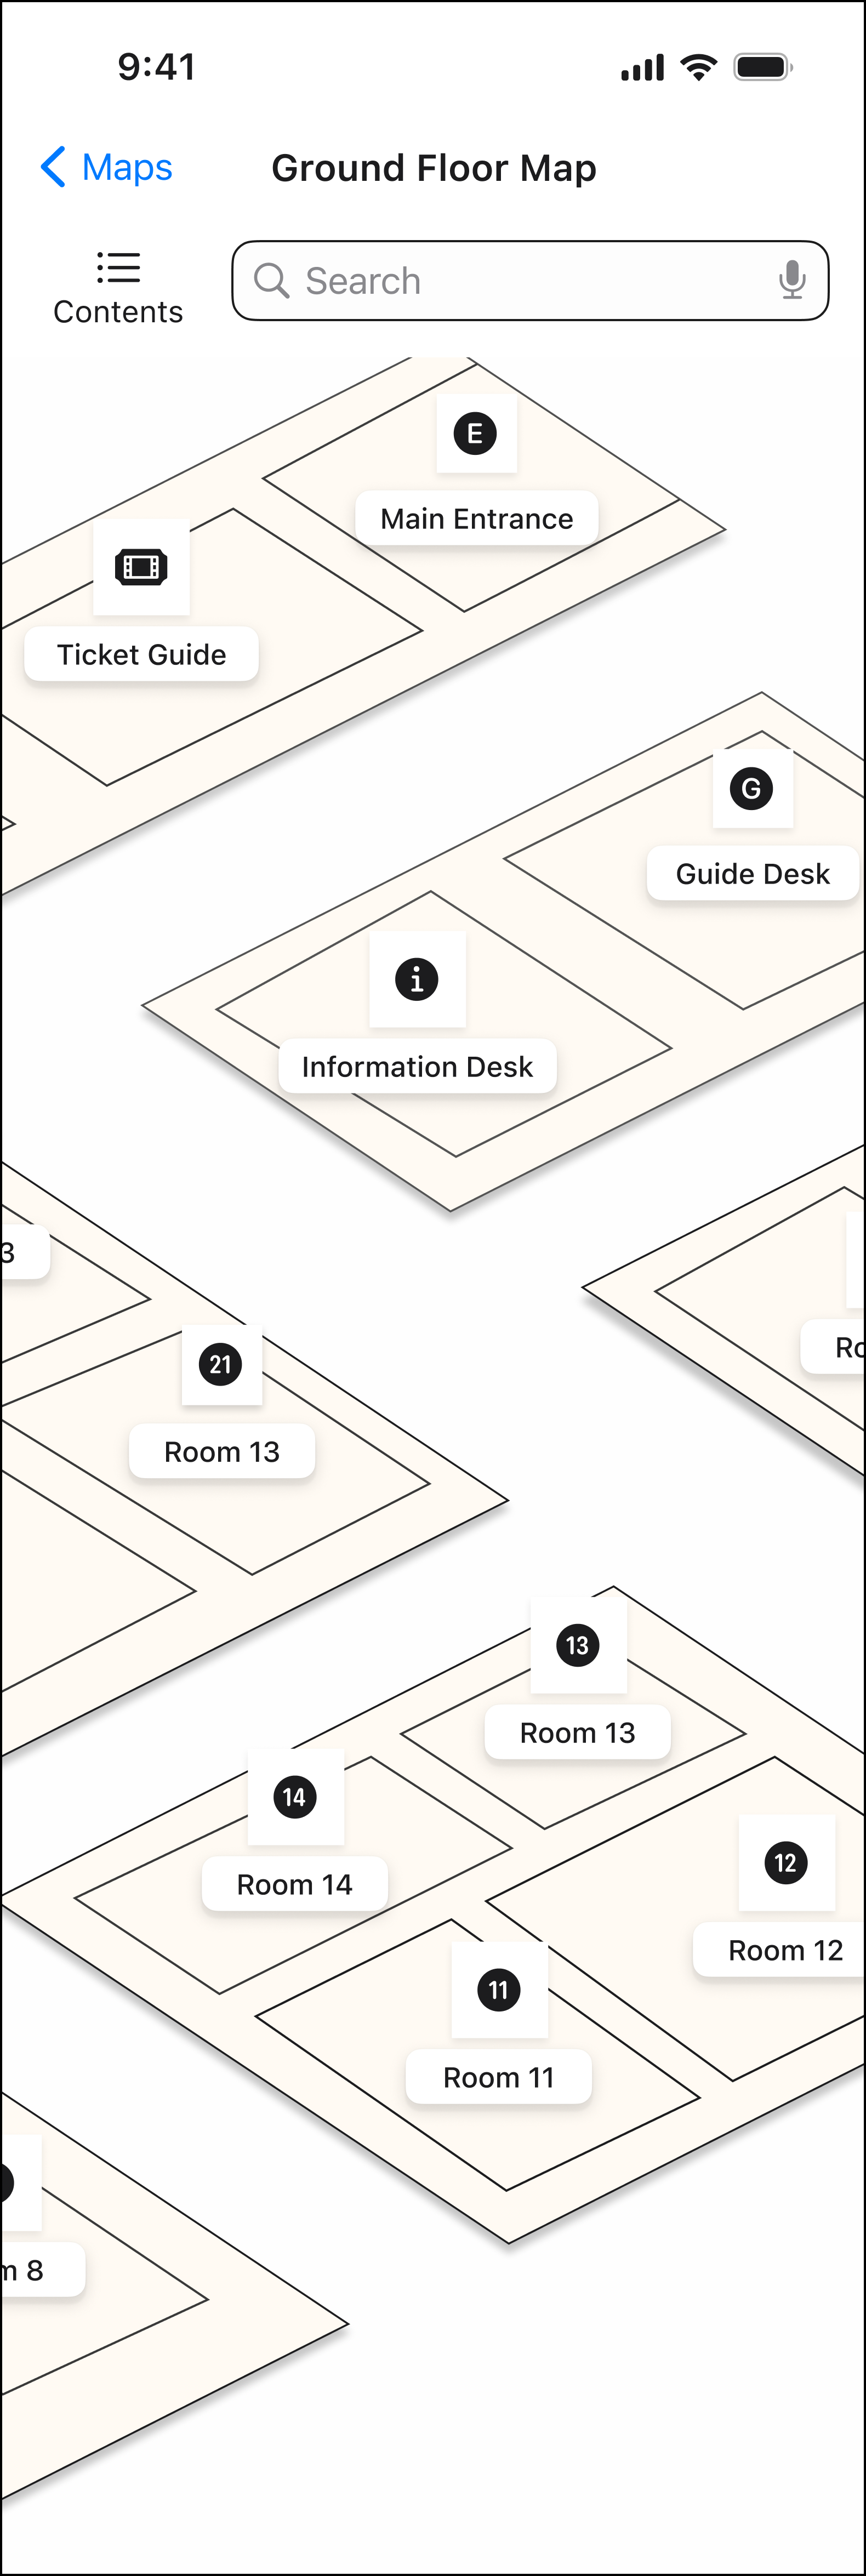 9:41
Maps
Ground Floor Map
Contents
Search
E
Main Entrance
Ticket Guide
G
Guide Desk
i
Information Desk
3
21
Room 13
13
Room 13
14
Room 14
12
Room 12
11
Room 11
8